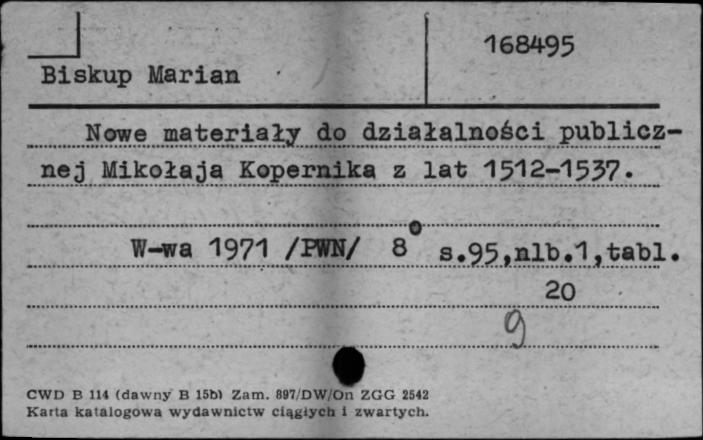 168495
Biskup Marian
Nowe materiały do działalności publicz-
nej Mikołaja Kopernika z lat 1512-1537.
W-wa 1971 /PWN/ 8° s.95,nlb.1,tabl.
20
9
CWD B 114 (dawny B 15b) Zam. 897/DW/On ZGG 2542
Karta katalogowa wydawnictw ciągłych i zwartych.